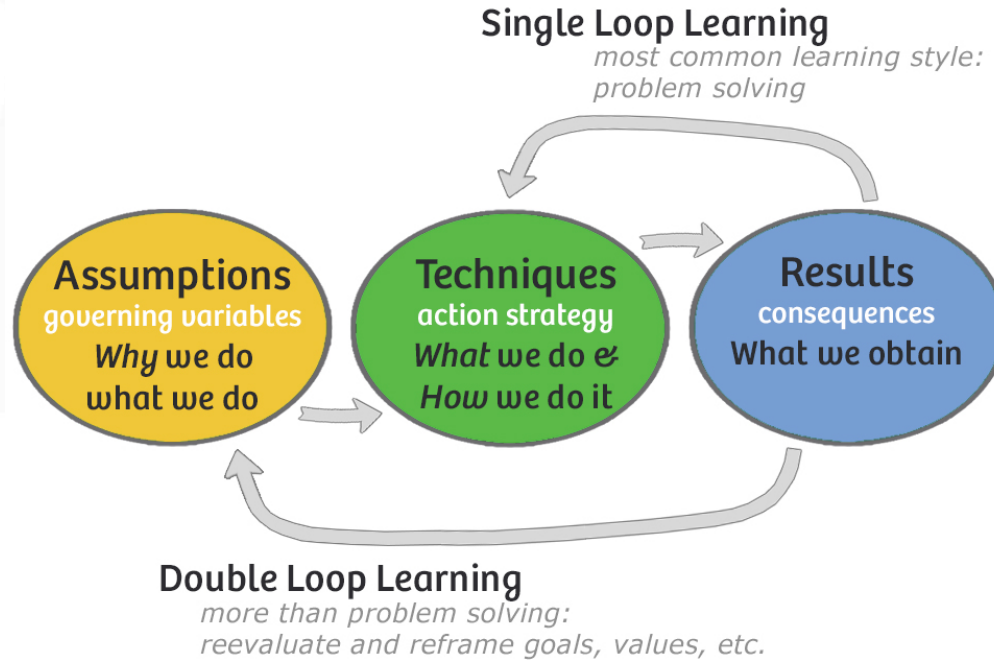 Single Loop Learning
most common learning style:
problem solving
Assumptions
governing variables
Why we do
what we do
Techniques
action strategy
What we do &
How we do it
Results
consequences
What we obtain
Double Loop Learning
more than problem solving:
reevaluate and reframe goals, values, etc.